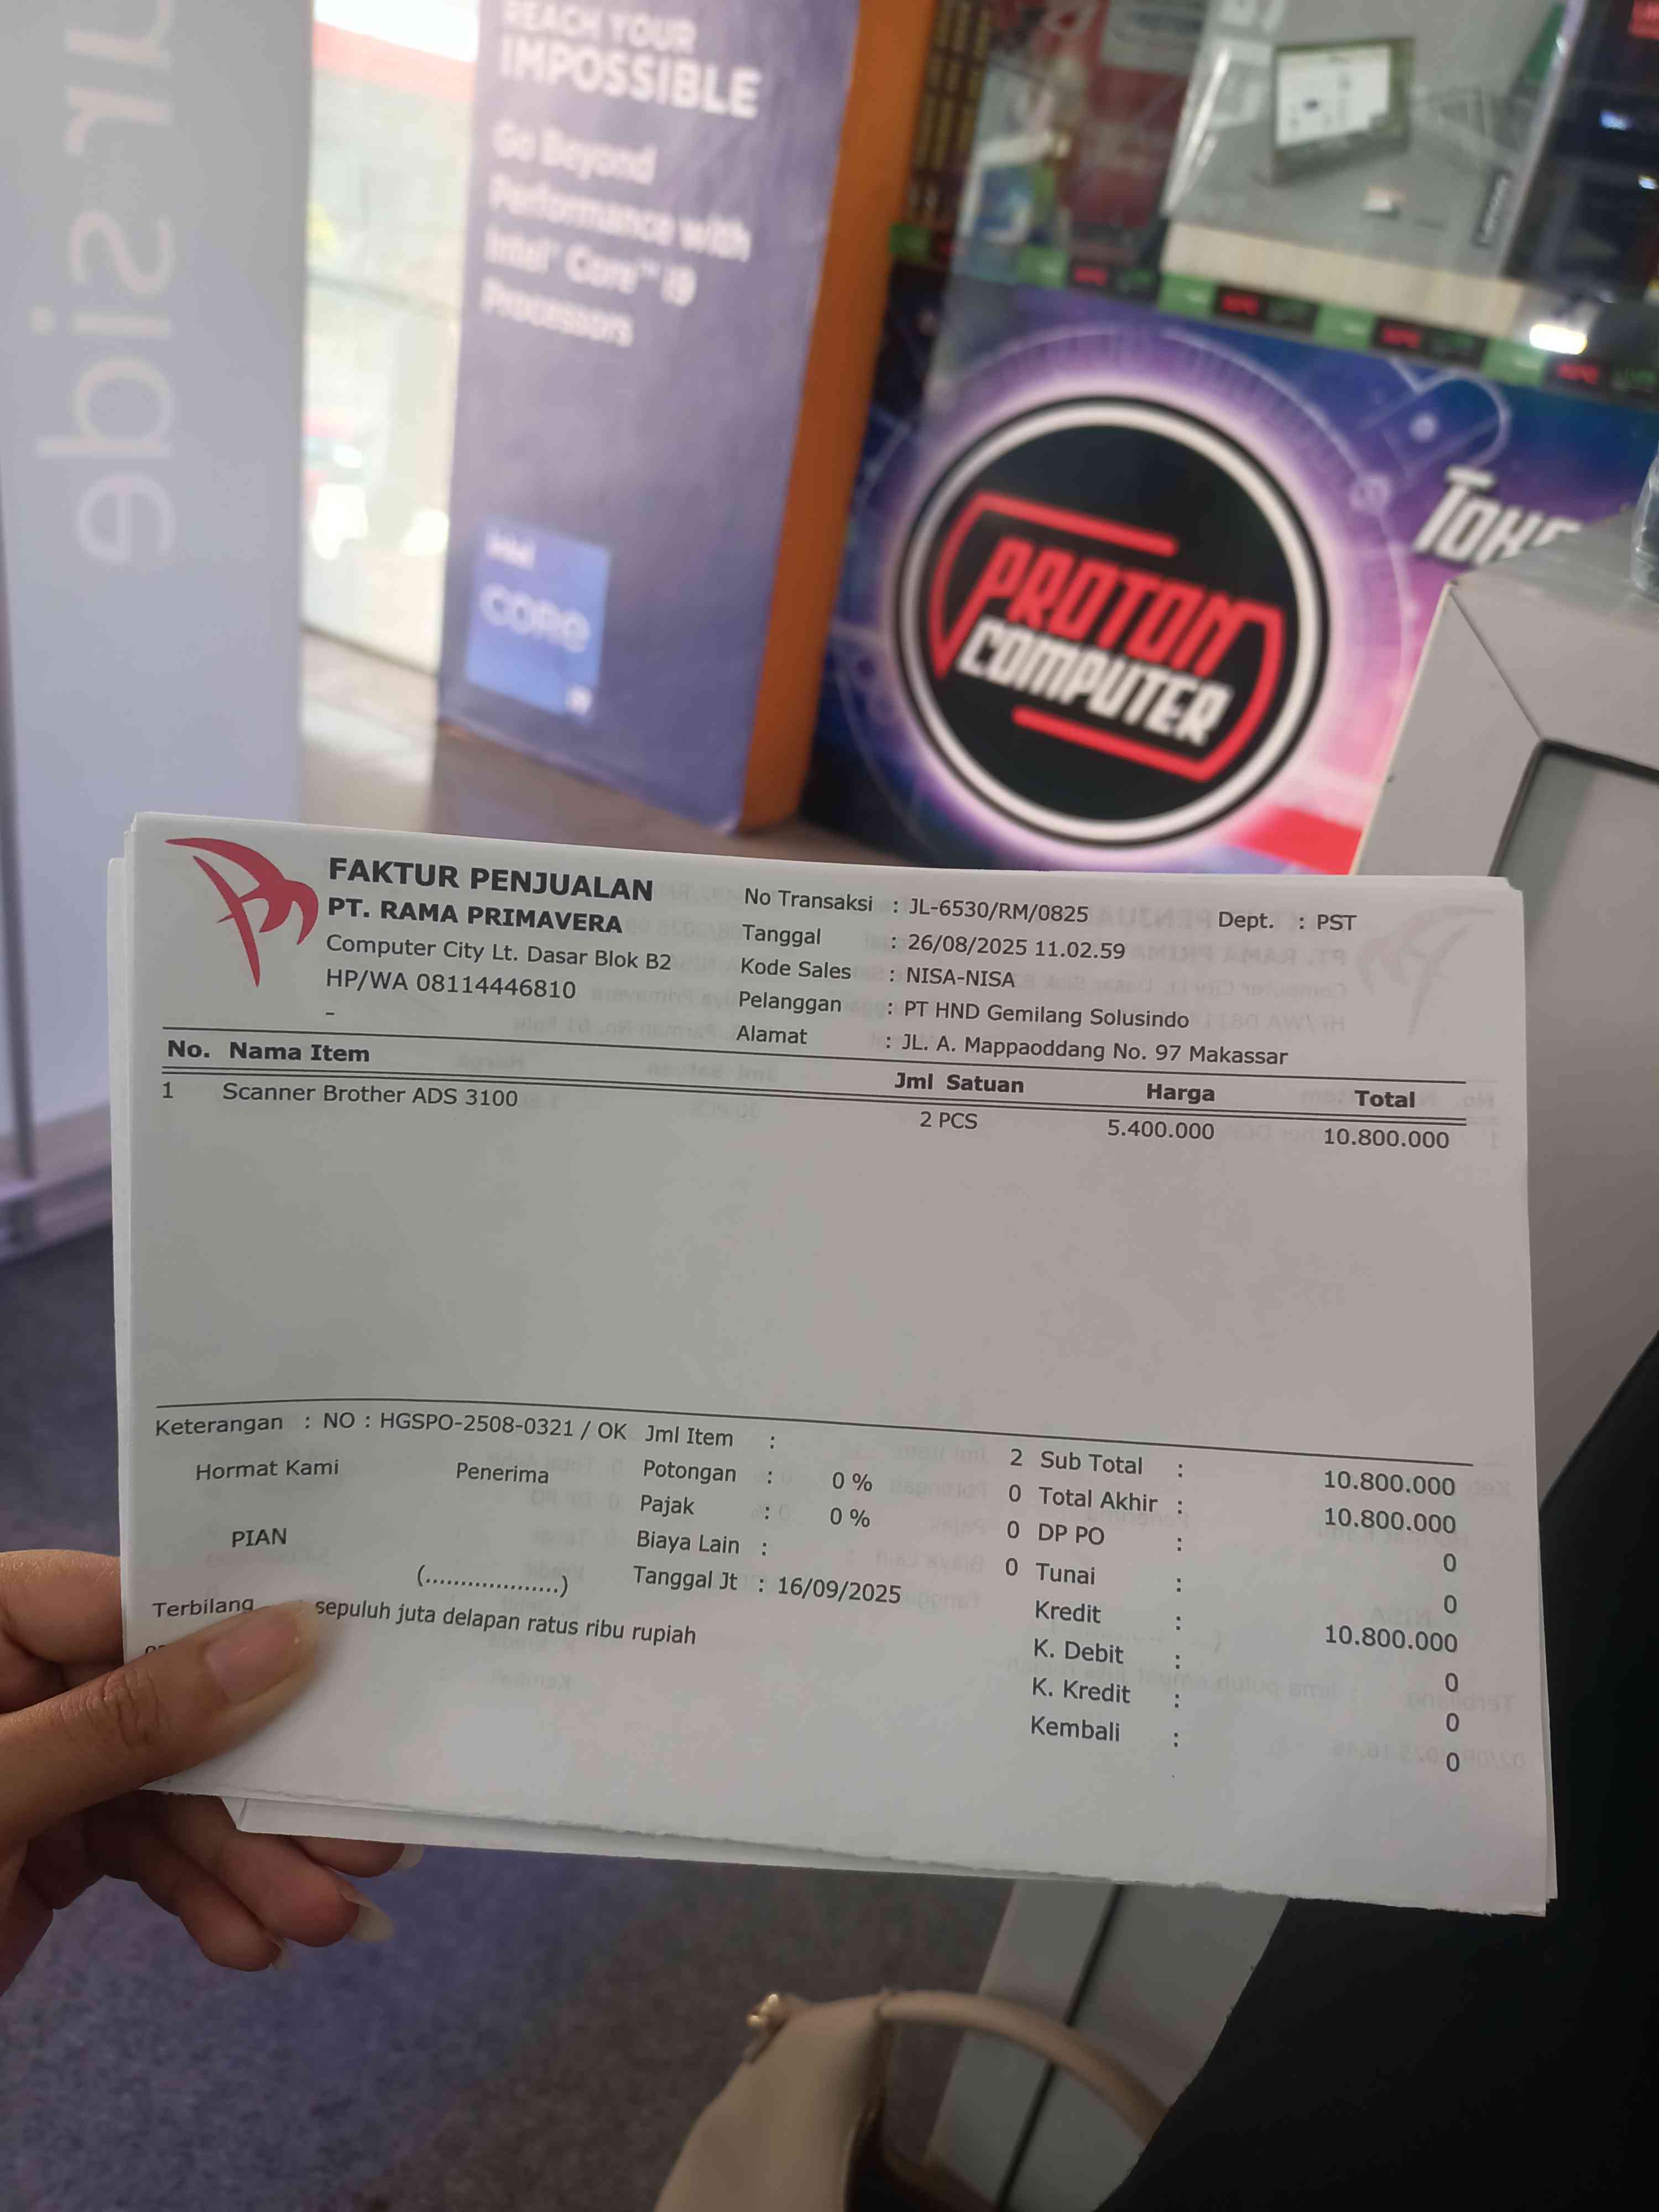 REACH YOUR
IMPOSSIBLE
Go Beyond
Performance with
Intel® Core™ i9
Processors
intel
CORE
i9
PROTON
COMPUTER
FAKTUR PENJUALAN
PT. RAMA PRIMAVERA
Computer City Lt. Dasar Blok B2
HP/WA 08114446810
-
No Transaksi : JL-6530/RM/0825 Dept. : PST
Tanggal : 26/08/2025 11.02.59
Kode Sales : NISA-NISA
Pelanggan : PT HND Gemilang Solusindo
Alamat : JL. A. Mappaoddang No. 97 Makassar
No. Nama Item Jml Satuan Harga Total
1 Scanner Brother ADS 3100 2 PCS 5.400.000 10.800.000
Keterangan : NO : HGSPO-2508-0321 / OK Jml Item : 2 Sub Total : 10.800.000
Hormat Kami Penerima Potongan : 0 % 0 Total Akhir : 10.800.000
Pajak : 0 % 0 DP PO : 0
PIAN Biaya Lain : 0 Tunai : 0
(....................) Tanggal Jt : 16/09/2025 Kredit : 10.800.000
Terbilang sepuluh juta delapan ratus ribu rupiah K. Debit : 0
K. Kredit : 0
Kembali : 0